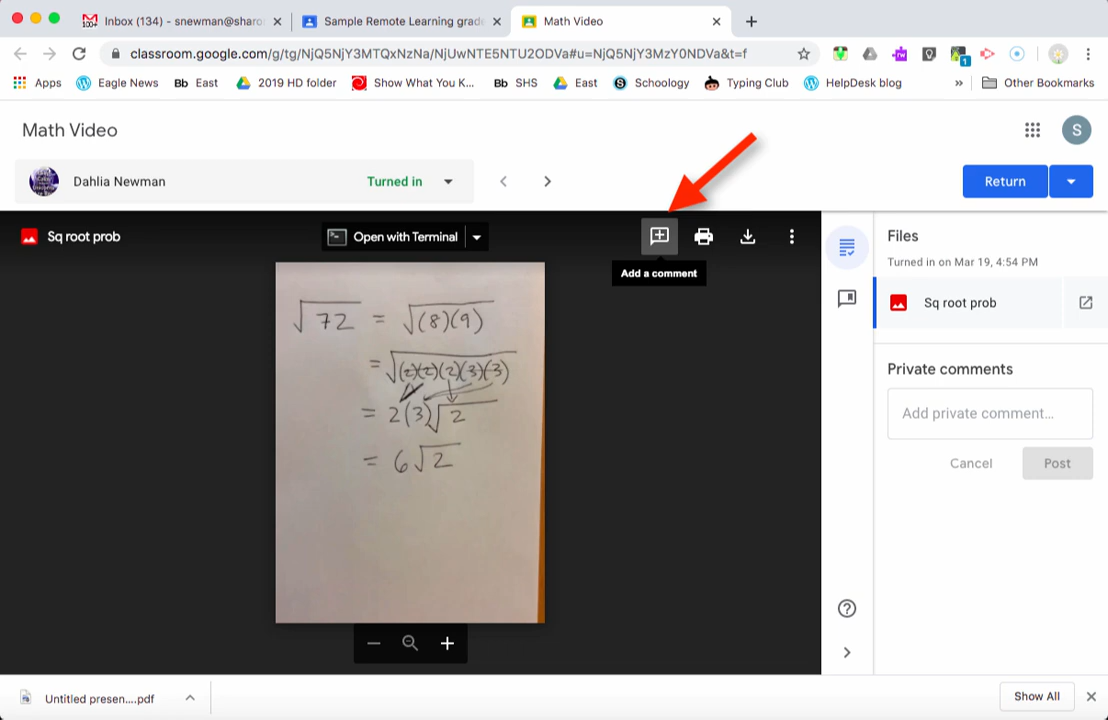 Inbox (134) - snewman@sharo
Sample Remote Learning grade
Math Video
classroom.google.com/g/tg/NjQ5NjY3MTQxNzNa/NjUwNTE5NTU2ODVa#u=NjQ5NjY3MzY0NDVa&t=f
Apps Eagle News Bb East 2019 HD folder Show What You K... Bb SHS East Schoology Typing Club HelpDesk blog » Other Bookmarks
Math Video
S
Dahlia Newman Turned in
Return
Sq root prob
Open with Terminal
Add a comment
√72 = √(8)(9)
= √(2)(2)(2)(3)(3)
= 2(3)√2
= 6√2
Files
Turned in on Mar 19, 4:54 PM
Sq root prob
Private comments
Add private comment...
Cancel Post
Untitled presen....pdf
Show All